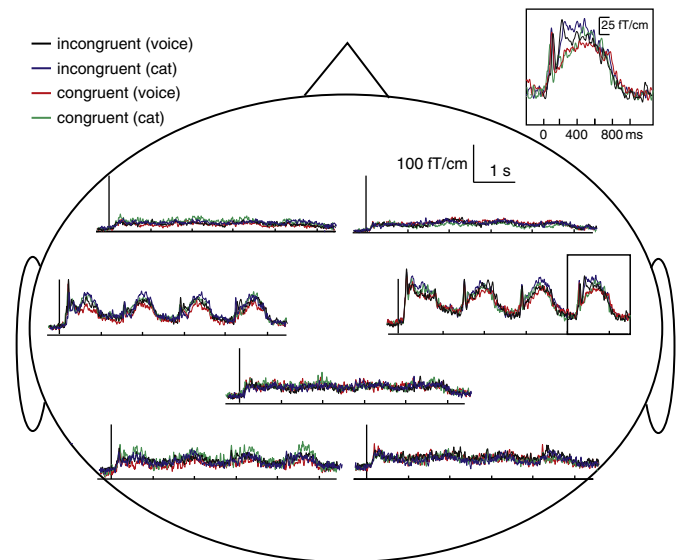 incongruent (voice)
incongruent (cat)
congruent (voice)
congruent (cat)
25 fT/cm
0 400 800 ms
100 fT/cm
1 s